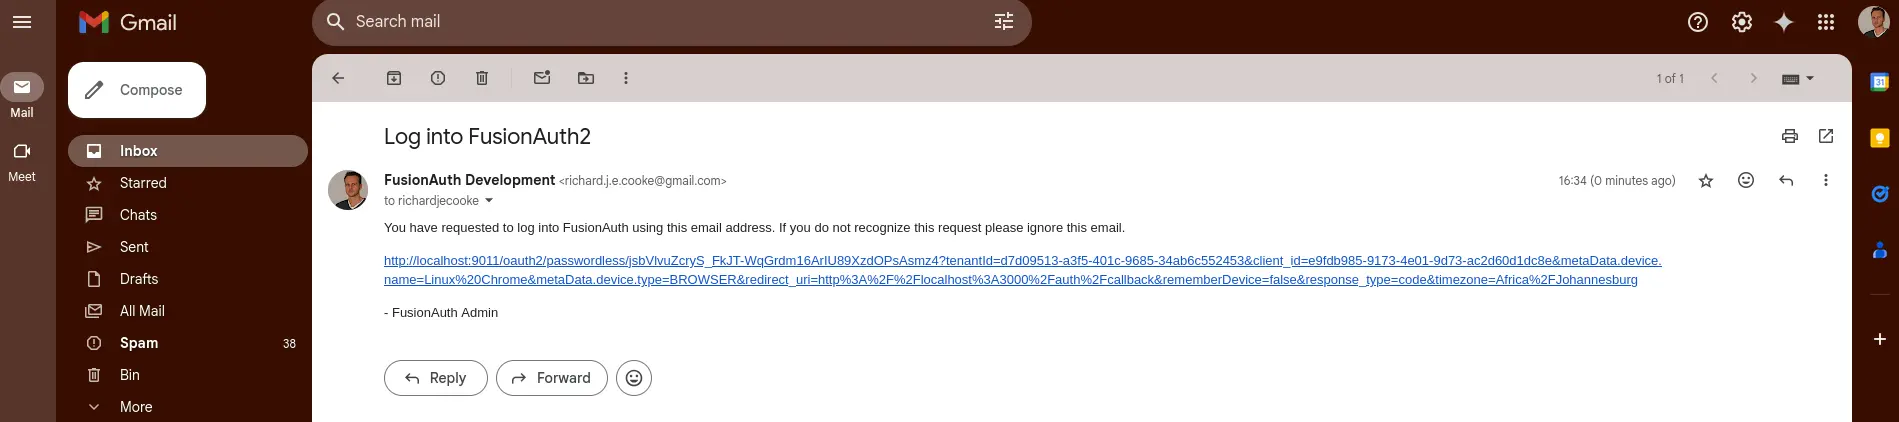 Gmail
Search mail
Mail
Meet
Compose
Inbox
Starred
Chats
Sent
Drafts
All Mail
Spam 38
Bin
More
1 of 1
Log into FusionAuth2
FusionAuth Development <richard.j.e.cooke@gmail.com>
16:34 (0 minutes ago)
to richardjecooke
You have requested to log into FusionAuth using this email address. If you do not recognize this request please ignore this email.
http://localhost:9011/oauth2/passwordless/jsbVlvuZcryS_FkJT-WqGrdm16ArIU89XzdOPsAsmz4?tenantId=d7d09513-a3f5-401c-9685-34ab6c552453&client_id=e9fdb985-9173-4e01-9d73-ac2d60d1dc8e&metaData.device.
name=Linux%20Chrome&metaData.device.type=BROWSER&redirect_uri=http%3A%2F%2Flocalhost%3A3000%2Fauth%2Fcallback&rememberDevice=false&response_type=code&timezone=Africa%2FJohannesburg
- FusionAuth Admin
Reply
Forward
31